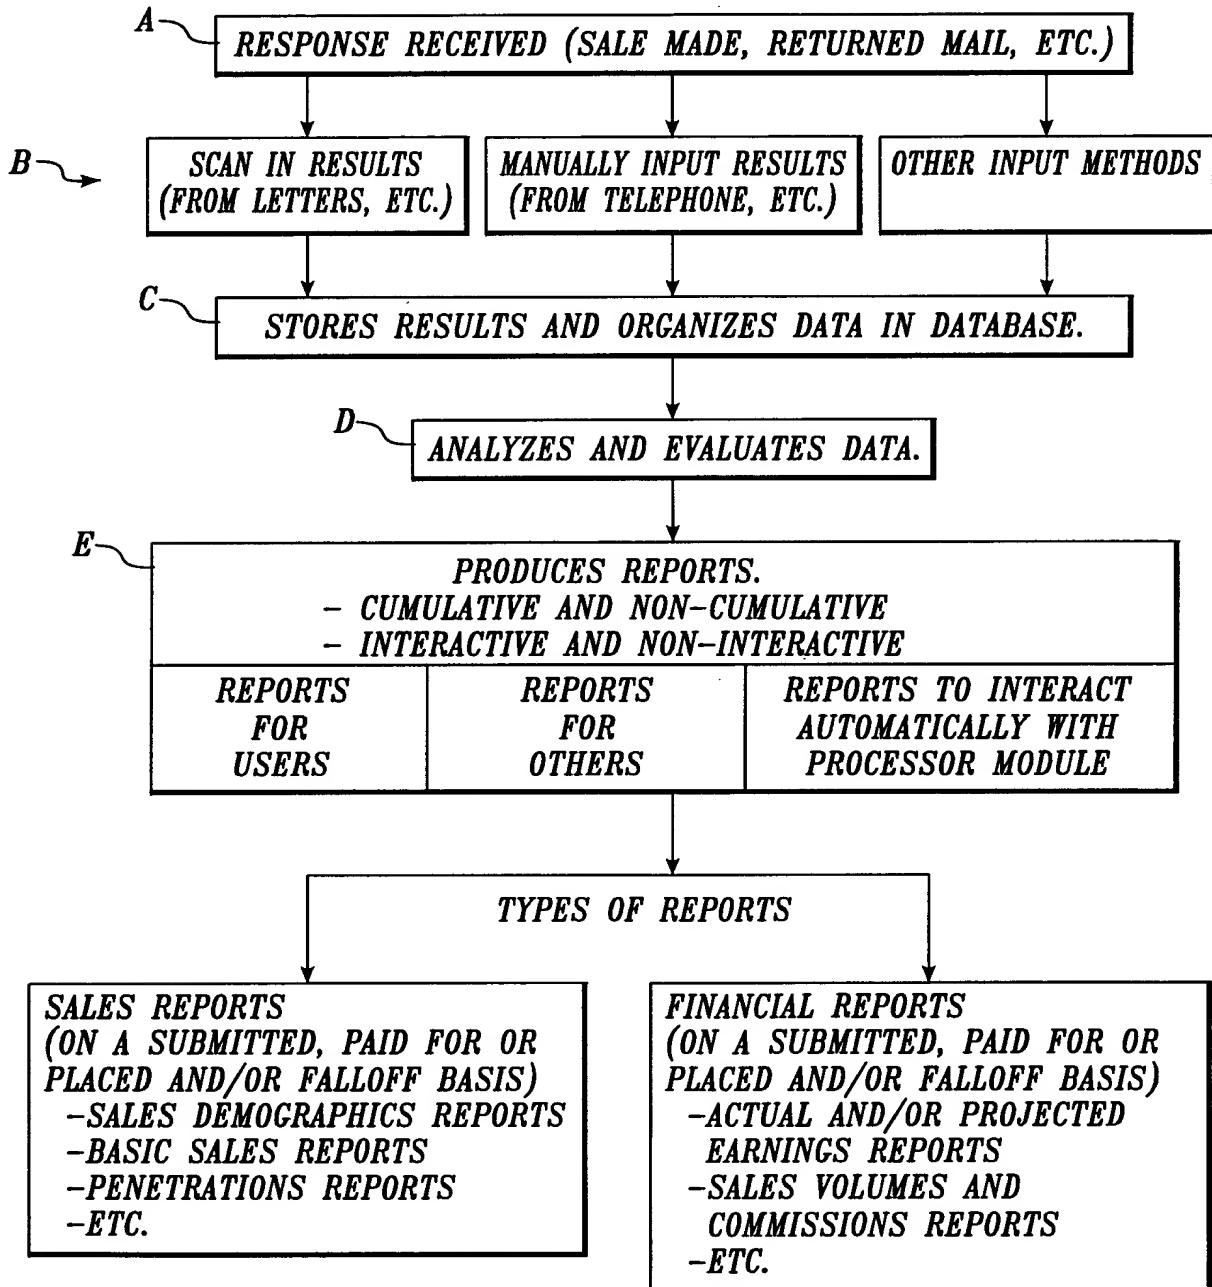 A
RESPONSE RECEIVED (SALE MADE, RETURNED MAIL, ETC.)
B
SCAN IN RESULTS
(FROM LETTERS, ETC.)
MANUALLY INPUT RESULTS
(FROM TELEPHONE, ETC.)
OTHER INPUT METHODS
C
STORES RESULTS AND ORGANIZES DATA IN DATABASE.
D
ANALYZES AND EVALUATES DATA.
E
PRODUCES REPORTS.
- CUMULATIVE AND NON-CUMULATIVE
- INTERACTIVE AND NON-INTERACTIVE
REPORTS
FOR
USERS
REPORTS
FOR
OTHERS
REPORTS TO INTERACT
AUTOMATICALLY WITH
PROCESSOR MODULE
TYPES OF REPORTS
SALES REPORTS
(ON A SUBMITTED, PAID FOR OR
PLACED AND/OR FALLOFF BASIS)
-SALES DEMOGRAPHICS REPORTS
-BASIC SALES REPORTS
-PENETRATIONS REPORTS
-ETC.
FINANCIAL REPORTS
(ON A SUBMITTED, PAID FOR OR
PLACED AND/OR FALLOFF BASIS)
-ACTUAL AND/OR PROJECTED
EARNINGS REPORTS
-SALES VOLUMES AND
COMMISSIONS REPORTS
-ETC.